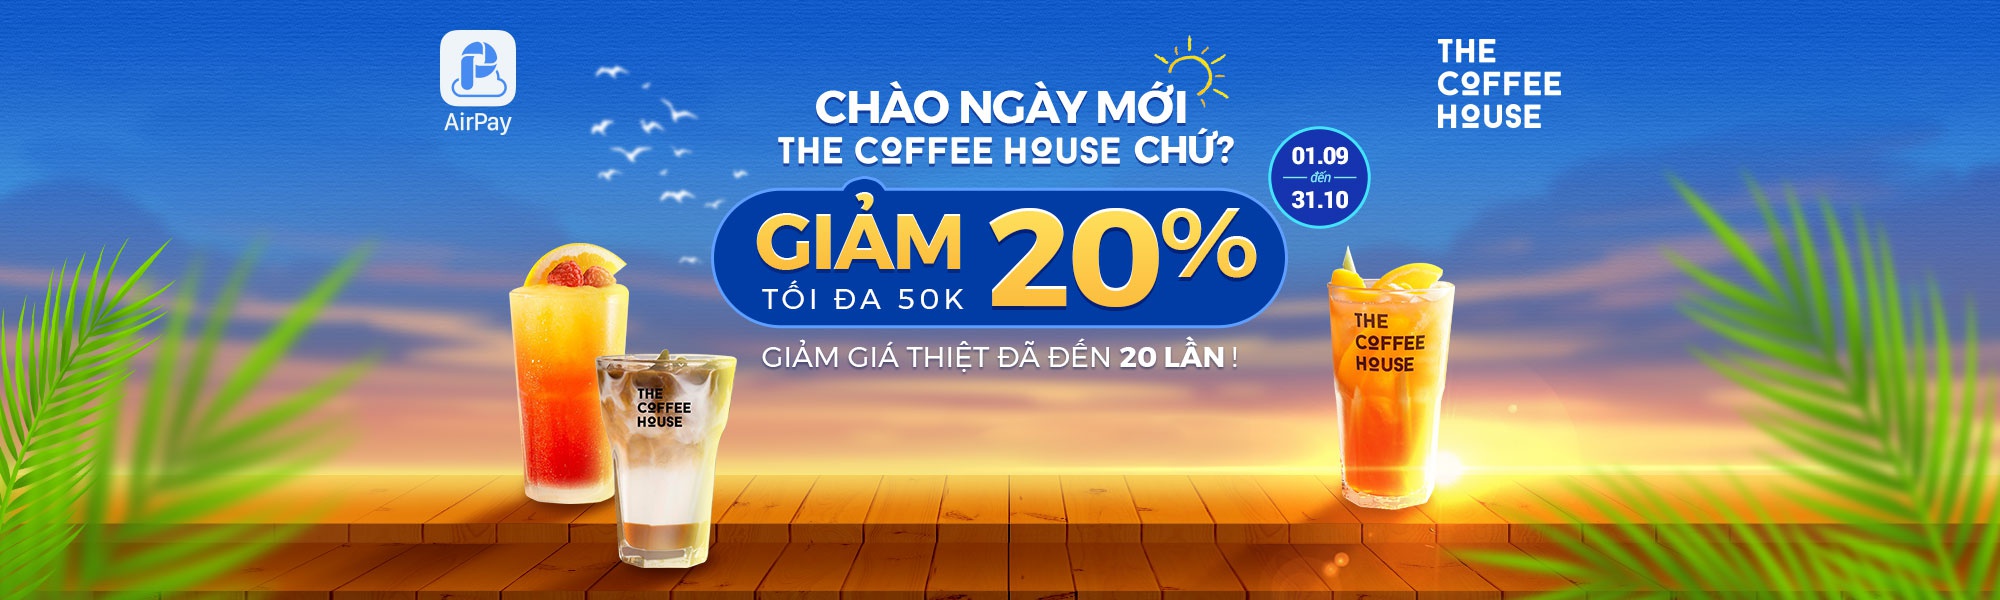 AirPay
CHÀO NGÀY MỚI
THE COFFEE HOUSE CHỨ?
THE
COFFEE
HOUSE
01.09
đến
31.10
GIẢM 20%
TỐI ĐA 50K
GIẢM GIÁ THIỆT ĐÃ ĐẾN 20 LẦN !
THE
COFFEE
HOUSE
THE
COFFEE
HOUSE